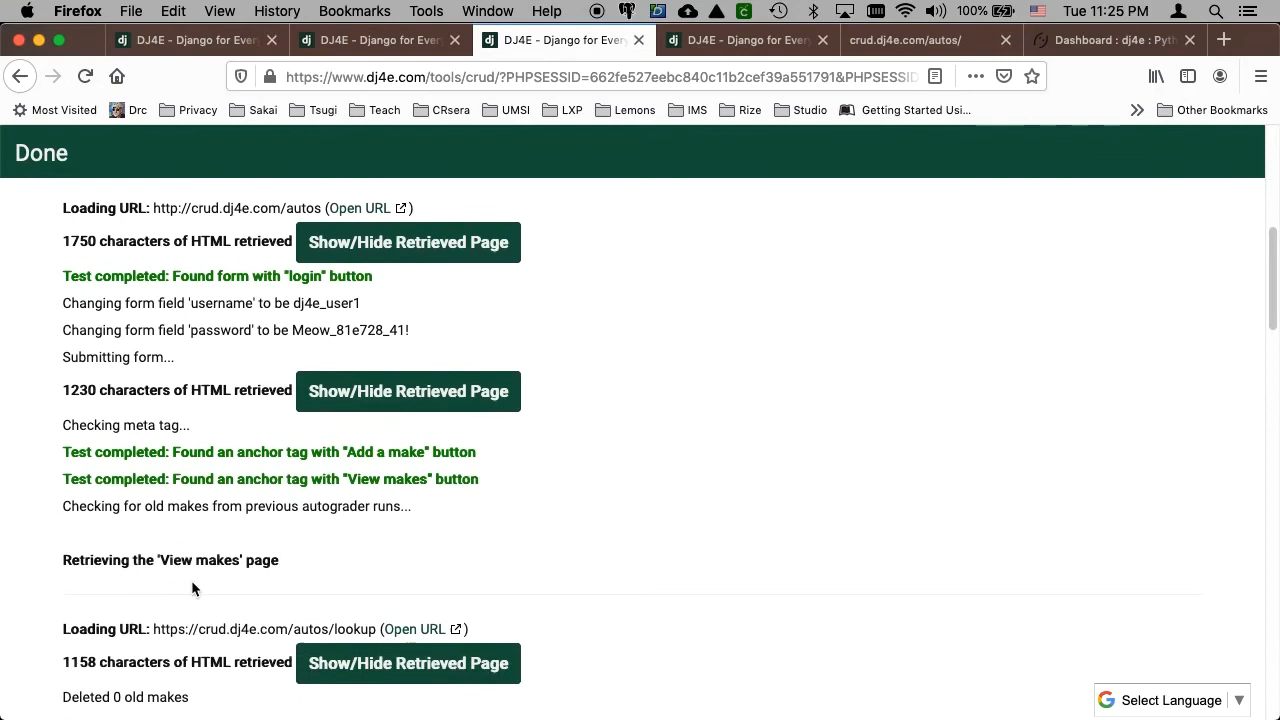 Firefox File Edit View History Bookmarks Tools Window Help 100% Tue 11:25 PM
dj DJ4E - Django for Ever
dj DJ4E - Django for Ever
dj DJ4E - Django for Ever
dj DJ4E - Django for Ever
crud.dj4e.com/autos/
Dashboard : dj4e : Pyth
https://www.dj4e.com/tools/crud/?PHPSESSID=662fe527eebc840c11b2cef39a551791&PHPSESSID
Most Visited Drc Privacy Sakai Tsugi Teach CRsera UMSI LXP Lemons IMS Rize Studio Getting Started Usi... Other Bookmarks
Done
Loading URL: http://crud.dj4e.com/autos (Open URL)
1750 characters of HTML retrieved Show/Hide Retrieved Page
Test completed: Found form with "login" button
Changing form field 'username' to be dj4e_user1
Changing form field 'password' to be Meow_81e728_41!
Submitting form...
1230 characters of HTML retrieved Show/Hide Retrieved Page
Checking meta tag...
Test completed: Found an anchor tag with "Add a make" button
Test completed: Found an anchor tag with "View makes" button
Checking for old makes from previous autograder runs...
Retrieving the 'View makes' page
Loading URL: https://crud.dj4e.com/autos/lookup (Open URL)
1158 characters of HTML retrieved Show/Hide Retrieved Page
Deleted 0 old makes
G Select Language ▼